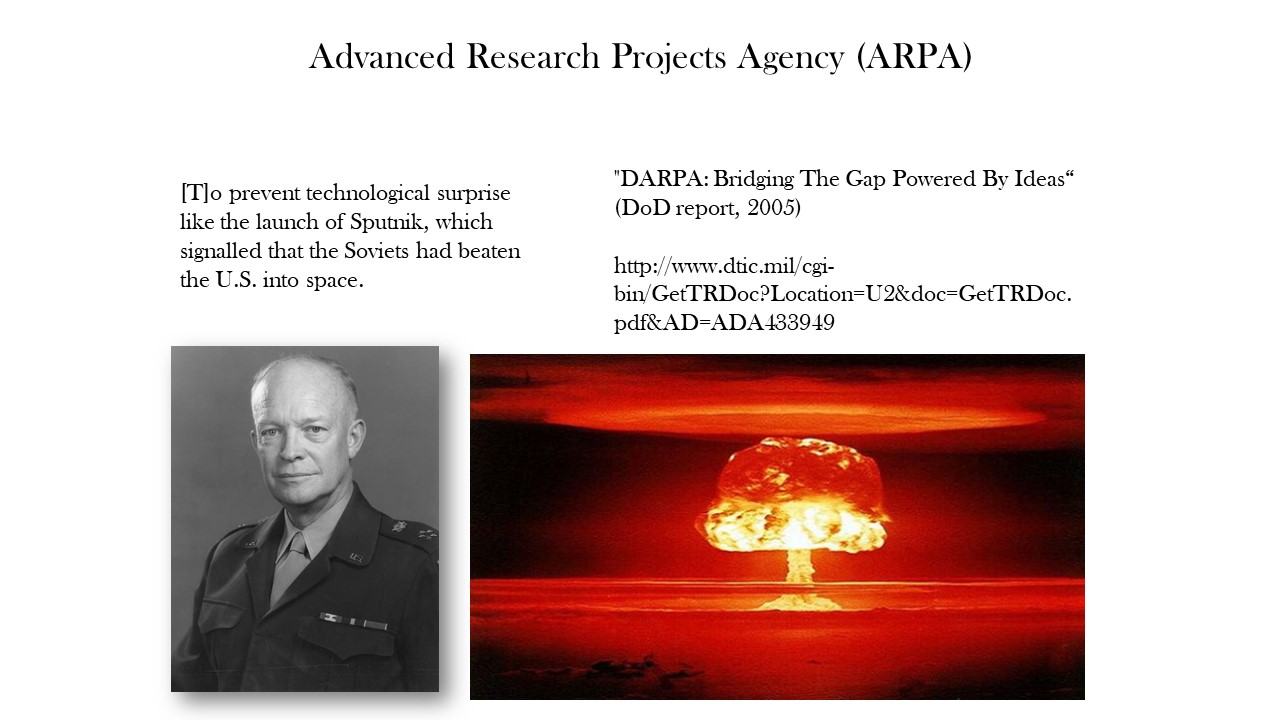 Advanced Research Projects Agency (ARPA)
[T]o prevent technological surprise
like the launch of Sputnik, which
signalled that the Soviets had beaten
the U.S. into space.
"DARPA: Bridging The Gap Powered By Ideas“
(DoD report, 2005)
http://www.dtic.mil/cgi-
bin/GetTRDoc?Location=U2&doc=GetTRDoc.
pdf&AD=ADA433949